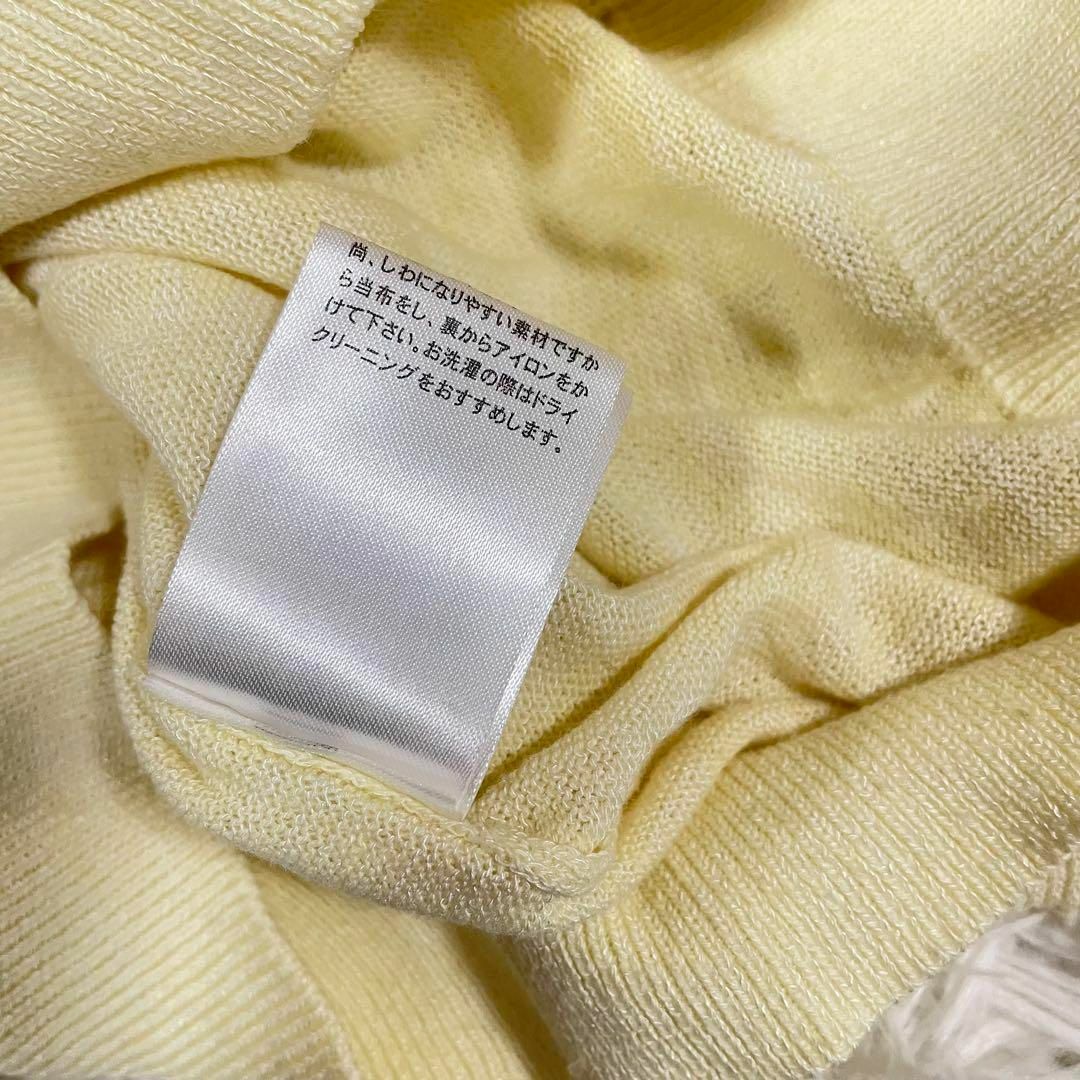 尚、しわになりやすい素材ですか
ら当布をし、裏からアイロンをか
けて下さい。お洗濯の際はドライ
クリーニングをおすすめします。